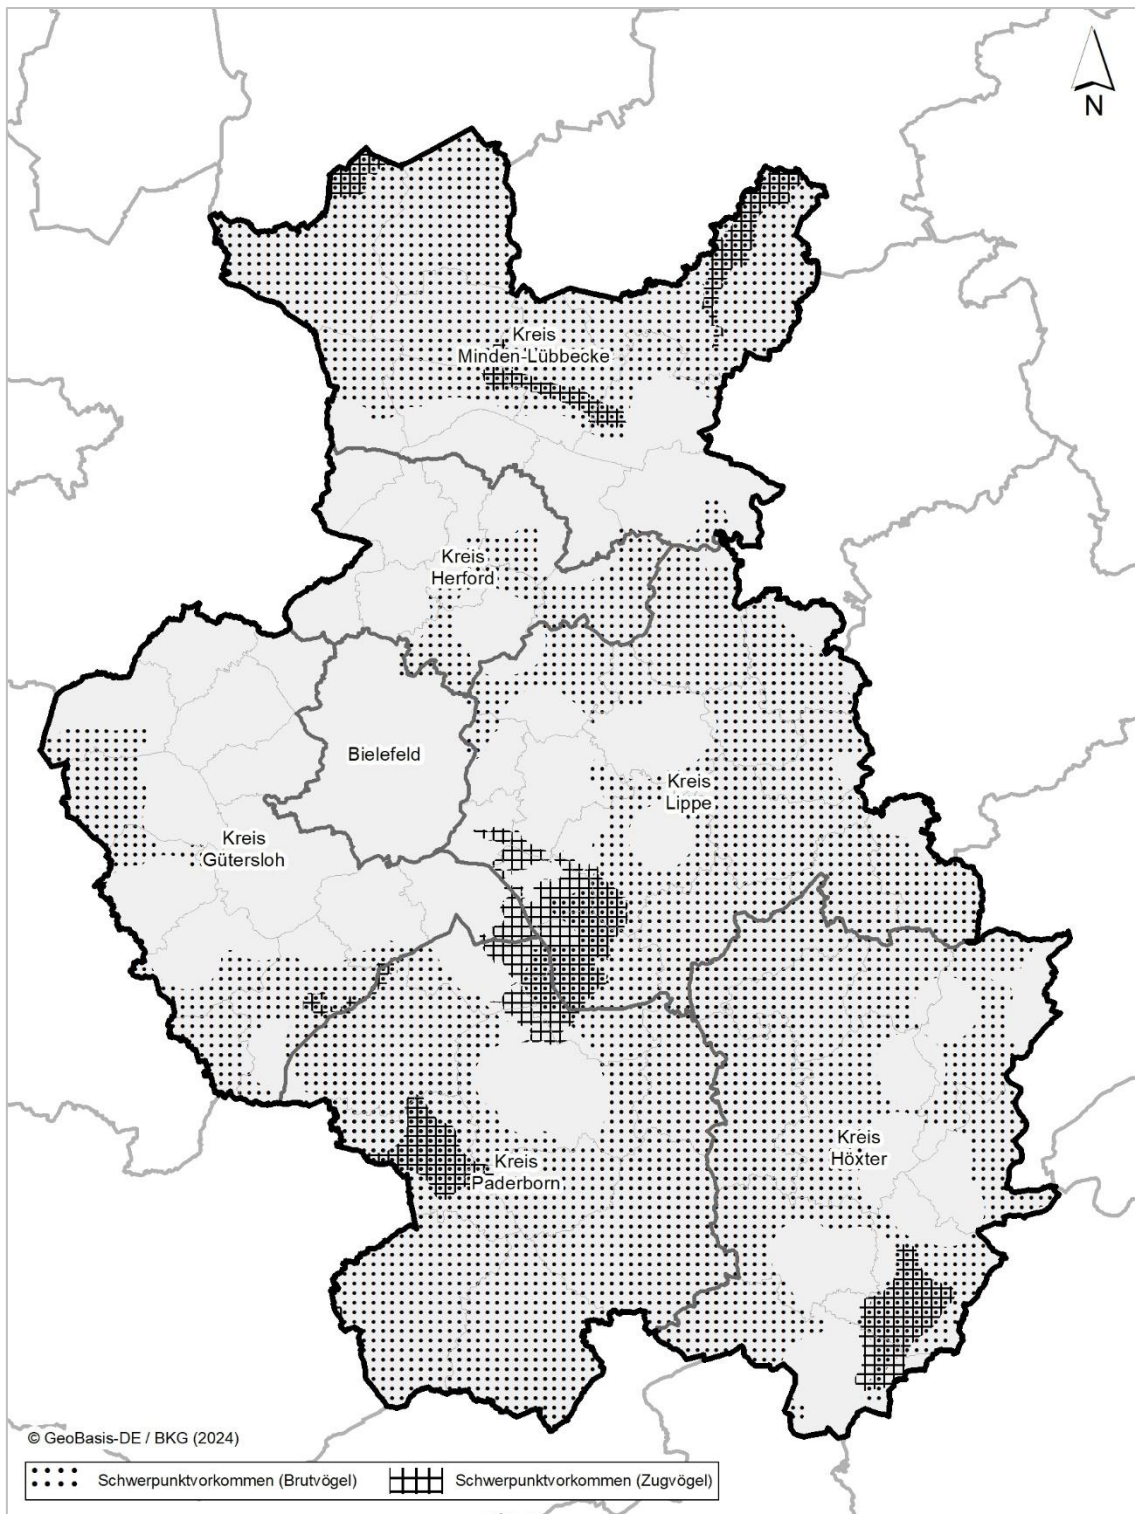 N
Kreis
Minden-Lübbecke
Kreis
Herford
Bielefeld
Kreis
Lippe
Kreis
Gütersloh
Kreis
Höxter
Kreis
Paderborn
© GeoBasis-DE / BKG (2024)
Schwerpunktvorkommen (Brutvögel)
Schwerpunktvorkommen (Zugvögel)